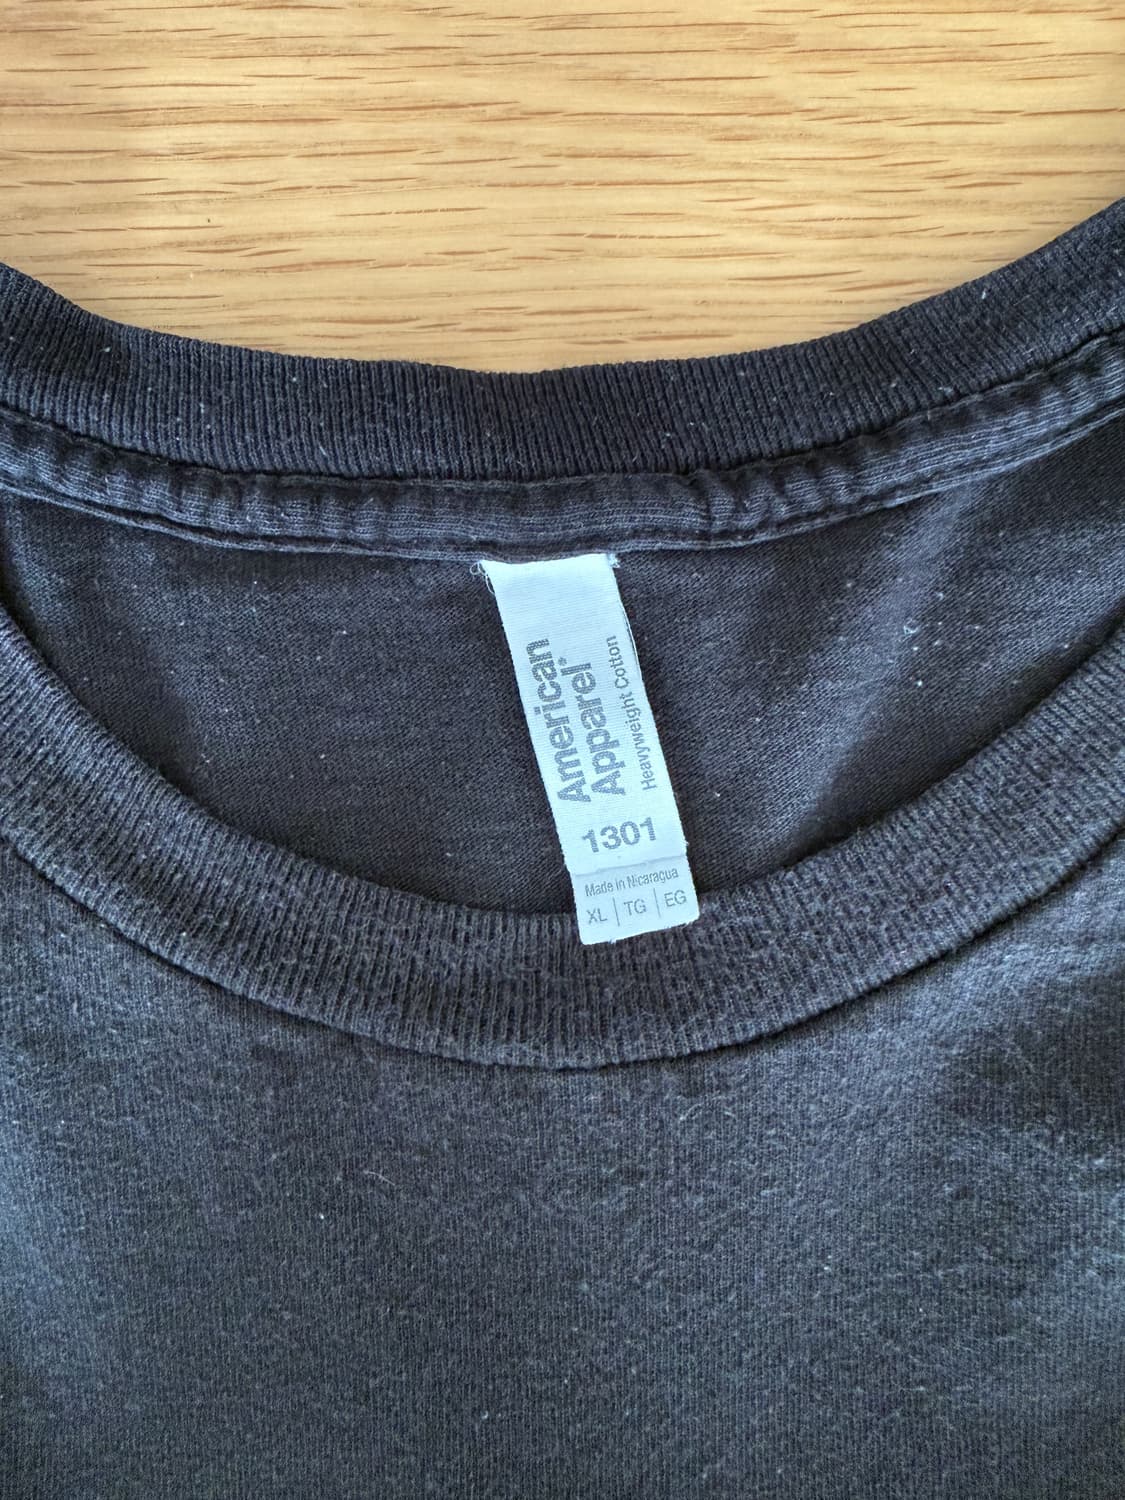 American
Apparel®
Heavyweight Cotton
1301
Made in Nicaragua
XL | TG | EG